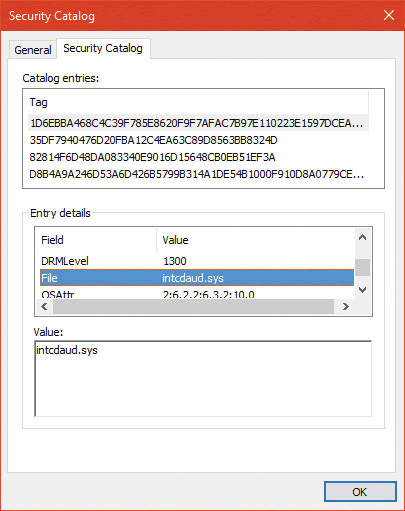 Security Catalog
General
Security Catalog
Catalog entries:
Tag
1D6EBBA468C4C39F785E8620F9F7AFAC7B97E110223E1597DCEA...
35DF7940476D20FBA12C4EA63C89D8563BB8324D
82814F6D48DA083340E9016D15648CB0EB51EF3A
D8B4A9A246D53A6D426B5799B314A1DE54B1000F910D8A0779CE...
Entry details
Field Value
DRMLevel 1300
File intcdaud.sys
OSAttr 2:6.2,2:6.3,2:10.0
Value:
intcdaud.sys
OK